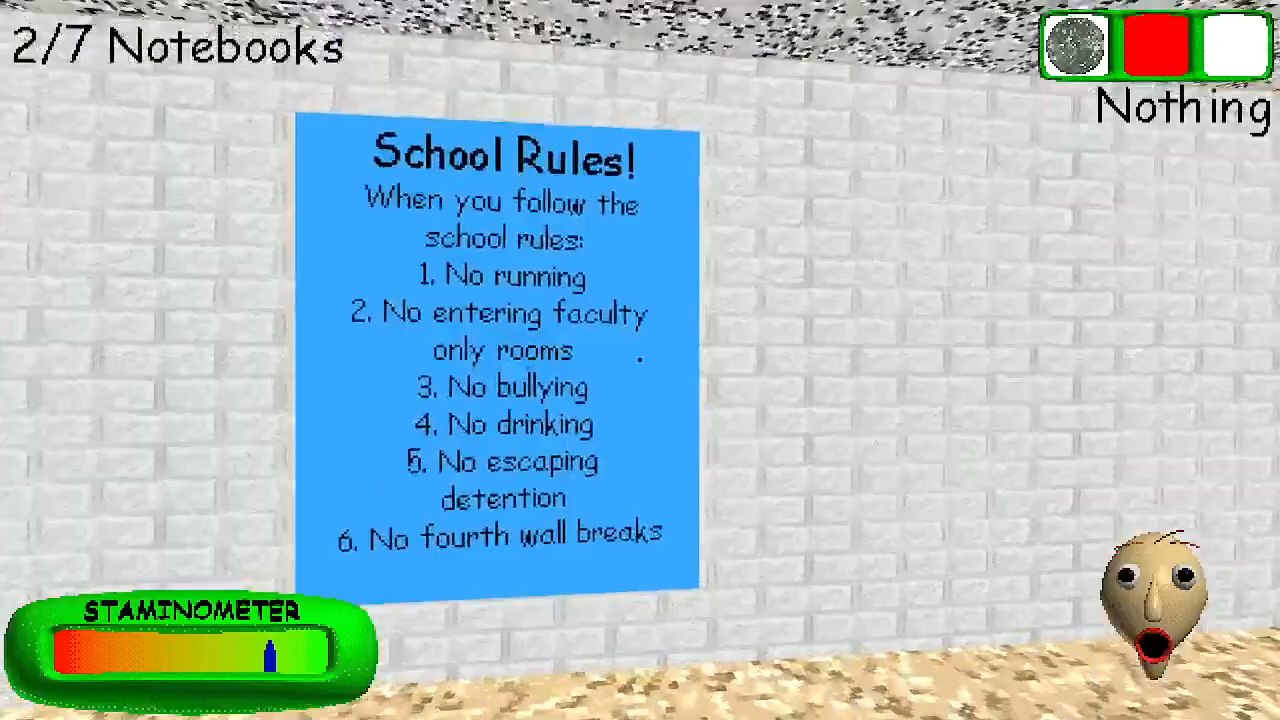 2/7 Notebooks
Nothing
School Rules!
When you follow the
school rules:
1. No running
2. No entering faculty
only rooms
3. No bullying
4. No drinking
5. No escaping
detention
6. No fourth wall breaks
STAMINOMETER